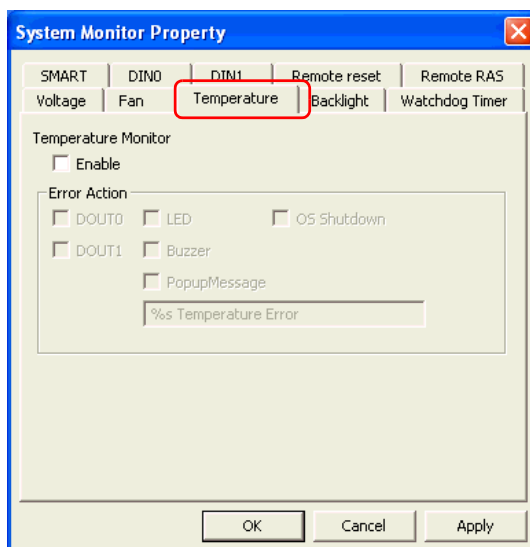 System Monitor Property
SMART DIN0 DIN1 Remote reset Remote RAS
Voltage Fan Temperature Backlight Watchdog Timer
Temperature Monitor
Enable
Error Action
DOUT0 LED OS Shutdown
DOUT1 Buzzer
PopupMessage
%s Temperature Error
OK Cancel Apply